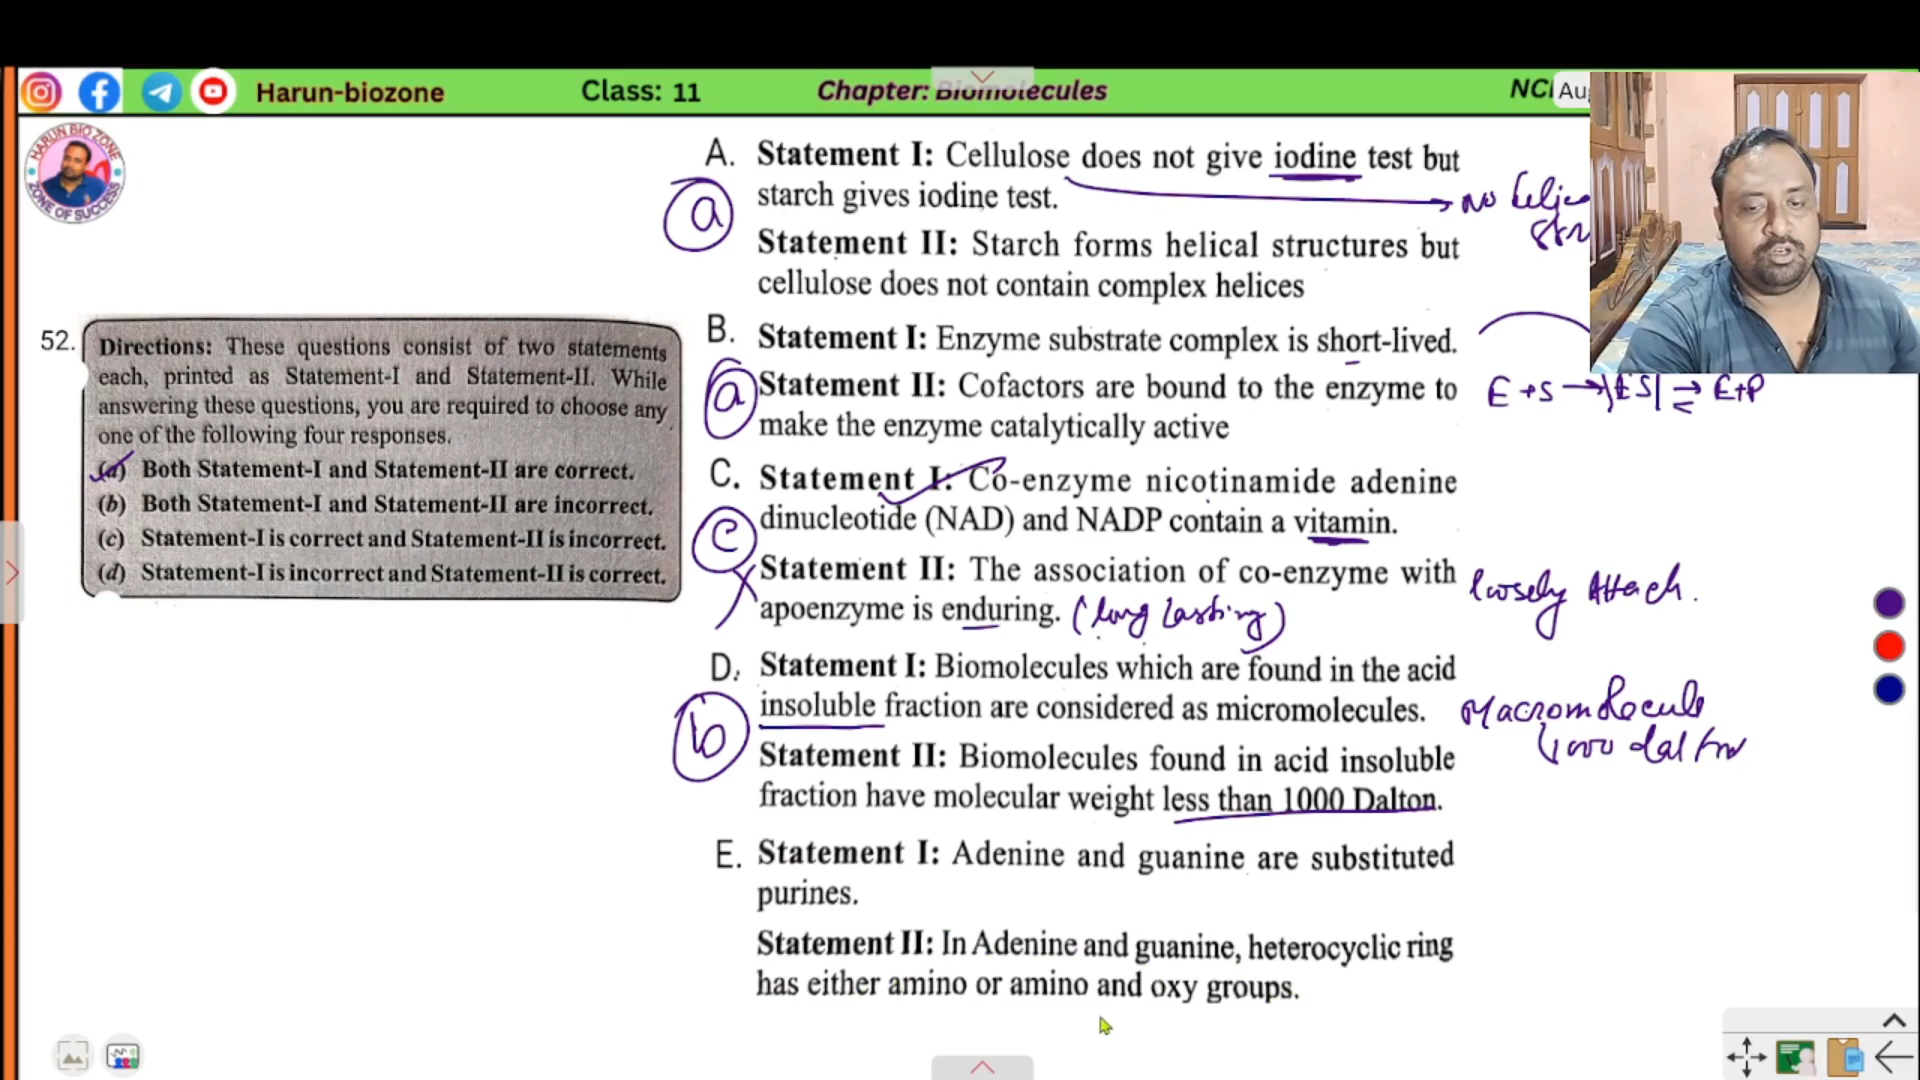 Harun-biozone
Class: 11
Chapter: Biomolecules
NCI
Au
HARUN BIO ZONE
ZONE OF SUCCESS
A. Statement I: Cellulose does not give iodine test but
starch gives iodine test.
a
No
Statement II: Starch forms helical structures but
cellulose does not contain complex helices
52. Directions: These questions consist of two statements
each, printed as Statement-I and Statement-II. While
answering these questions, you are required to choose any
one of the following four responses.
(a) Both Statement-I and Statement-II are correct.
(b) Both Statement-I and Statement-II are incorrect.
(c) Statement-I is correct and Statement-II is incorrect.
(d) Statement-I is incorrect and Statement-II is correct.
B. Statement I: Enzyme substrate complex is short-lived.
a
Statement II: Cofactors are bound to the enzyme to
make the enzyme catalytically active
E+S → |ES| ⇌ E+P
C. Statement I: Co-enzyme nicotinamide adenine
dinucleotide (NAD) and NADP contain a vitamin.
c
Statement II: The association of co-enzyme with
apoenzyme is enduring. (long lasting)
loosely Attach.
D. Statement I: Biomolecules which are found in the acid
insoluble fraction are considered as micromolecules.
b
Macromolecule
Statement II: Biomolecules found in acid insoluble
fraction have molecular weight less than 1000 Dalton.
E. Statement I: Adenine and guanine are substituted
purines.
Statement II: In Adenine and guanine, heterocyclic ring
has either amino or amino and oxy groups.